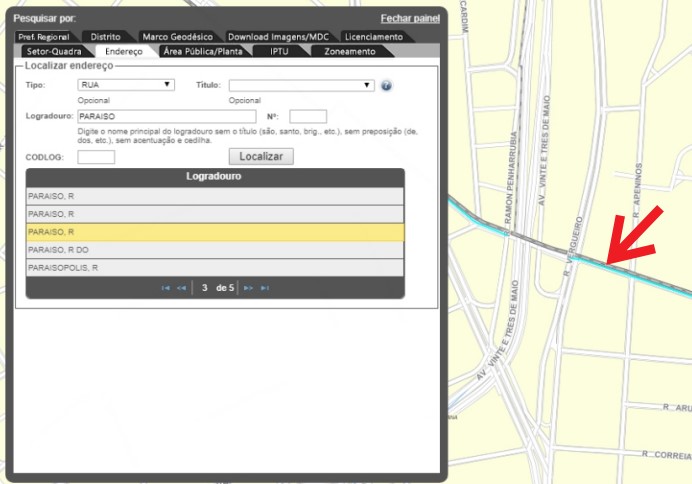 Pesquisar por:
Fechar painel
Pref. Regional
Distrito
Marco Geodésico
Download Imagens/MDC
Licenciamento
Setor-Quadra
Endereço
Área Pública/Planta
IPTU
Zoneamento
Localizar endereço
Tipo:
RUA
Título:
Opcional
Opcional
Logradouro:
PARAISO
Nº:
Digite o nome principal do logradouro sem o título (são, santo, brig., etc.), sem preposição (de,
dos, etc.), sem acentuação e cedilha.
CODLOG:
Localizar
Logradouro
PARAISO, R
PARAISO, R
PARAISO, R
PARAISO, R DO
PARAISOPOLIS, R
3 de 5
CARDIM,
R RAMON PENHARRUBIA
AV VINTE E TRES DE MAIO
R VERGUEIRO
R APENINOS
AV VINTE E TRES DE MAIO
R ARU
R CORREIA